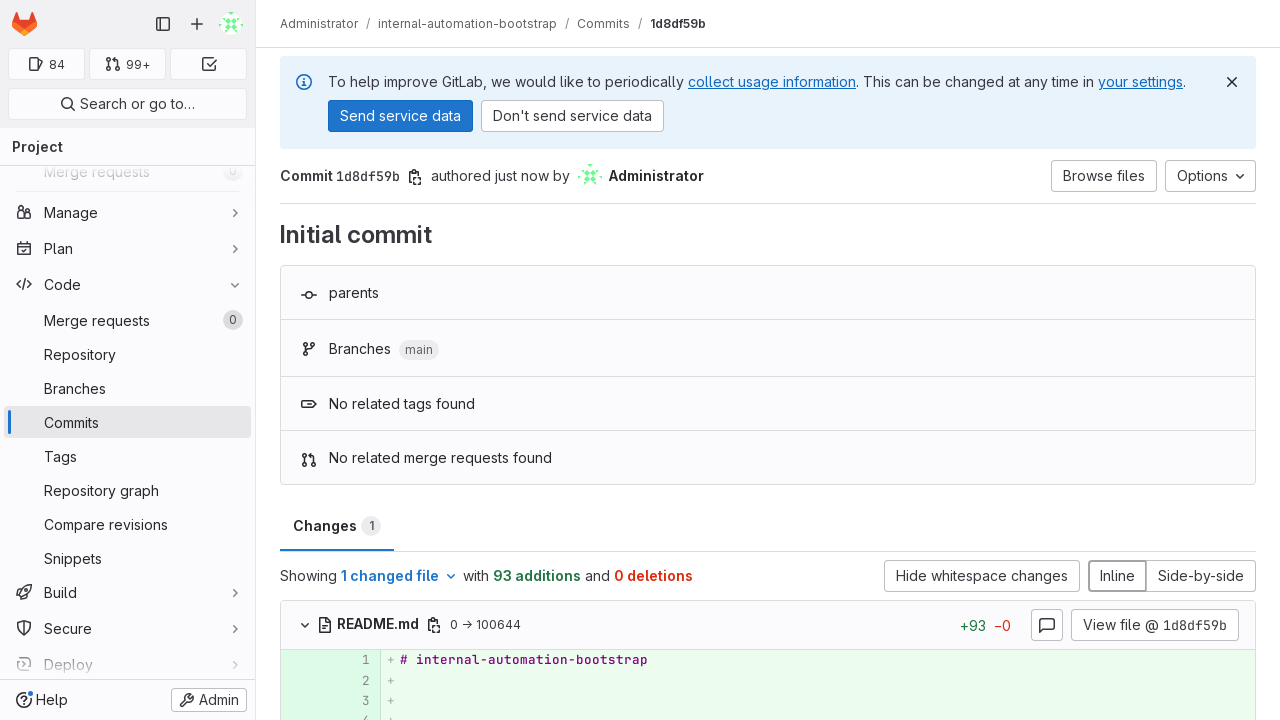 Administrator / internal-automation-bootstrap / Commits / 1d8df59b
84
99+
Search or go to…
Project
Merge requests 0
Manage
Plan
Code
Merge requests 0
Repository
Branches
Commits
Tags
Repository graph
Compare revisions
Snippets
Build
Secure
Deploy
Help
Admin
To help improve GitLab, we would like to periodically collect usage information. This can be changed at any time in your settings.
Send service data Don't send service data
Commit 1d8df59b authored just now by Administrator
Browse files Options
Initial commit
parents
Branches main
No related tags found
No related merge requests found
Changes 1
Showing 1 changed file with 93 additions and 0 deletions
Hide whitespace changes Inline Side-by-side
README.md 0 → 100644
+93 −0 View file @ 1d8df59b
1 + # internal-automation-bootstrap
2 +
3 +
4 +